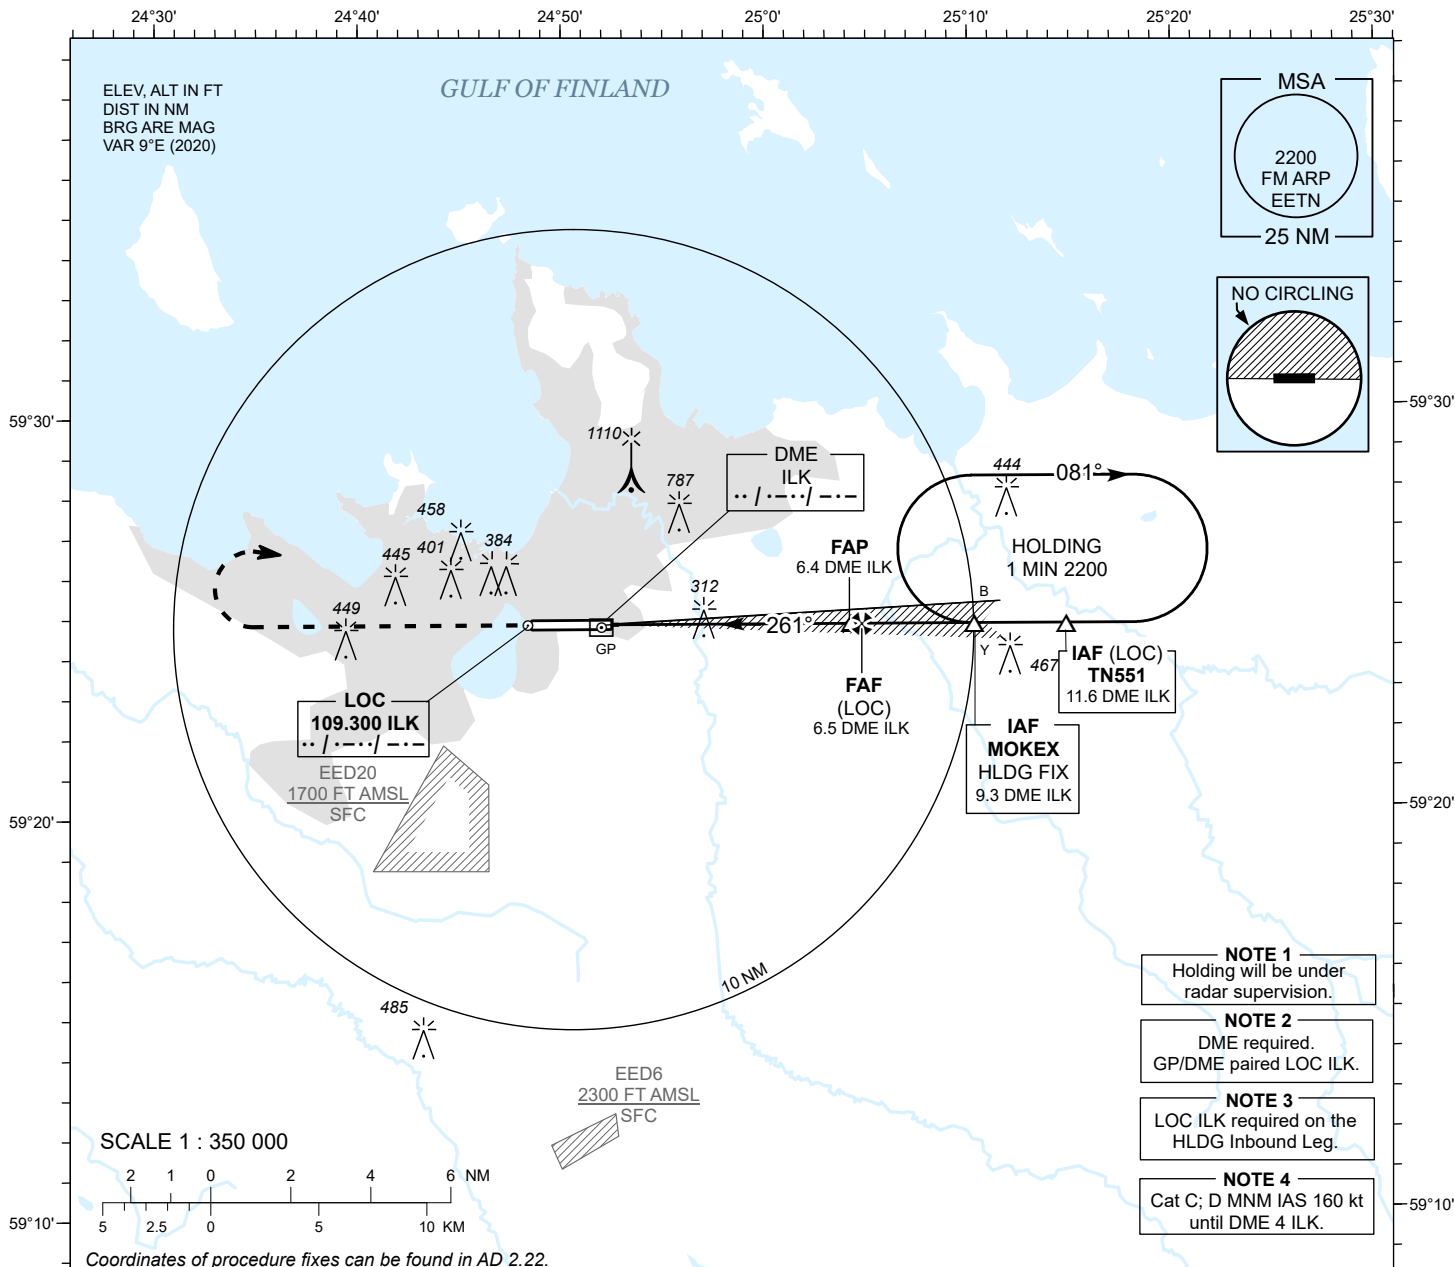 24°30'
24°40'
24°50'
25°0'
25°10'
25°20'
25°30'
ELEV, ALT IN FT
DIST IN NM
BRG ARE MAG
VAR 9°E (2020)
GULF OF FINLAND
MSA
2200
FM ARP
EETN
25 NM
NO CIRCLING
59°30'
59°30'
1110
787
DME
ILK
444
081°
458
445
401
384
449
312
FAP
6.4 DME ILK
HOLDING
1 MIN 2200
B
261°
GP
Y
467
IAF (LOC)
TN551
11.6 DME ILK
FAF
(LOC)
6.5 DME ILK
LOC
109.300 ILK
IAF
MOKEX
HLDG FIX
9.3 DME ILK
EED20
1700 FT AMSL
SFC
59°20'
59°20'
10 NM
485
EED6
2300 FT AMSL
SFC
NOTE 1
Holding will be under
radar supervision.
NOTE 2
DME required.
GP/DME paired LOC ILK.
NOTE 3
LOC ILK required on the
HLDG Inbound Leg.
NOTE 4
Cat C; D MNM IAS 160 kt
until DME 4 ILK.
SCALE 1 : 350 000
2 1 0 2 4 6 NM
5 2.5 0 5 10 KM
59°10'
59°10'
Coordinates of procedure fixes can be found in AD 2.22.